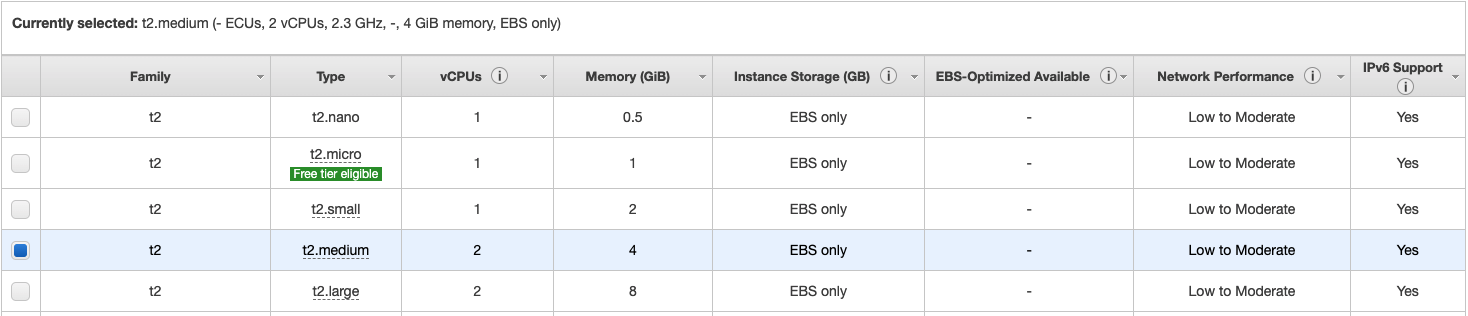 Currently selected: t2.medium (- ECUs, 2 vCPUs, 2.3 GHz, -, 4 GiB memory, EBS only)
Family Type vCPUs i Memory (GiB) Instance Storage (GB) i EBS-Optimized Available i Network Performance i IPv6 Support i
t2 t2.nano 1 0.5 EBS only - Low to Moderate Yes
t2 t2.micro Free tier eligible 1 1 EBS only - Low to Moderate Yes
t2 t2.small 1 2 EBS only - Low to Moderate Yes
t2 t2.medium 2 4 EBS only - Low to Moderate Yes
t2 t2.large 2 8 EBS only - Low to Moderate Yes